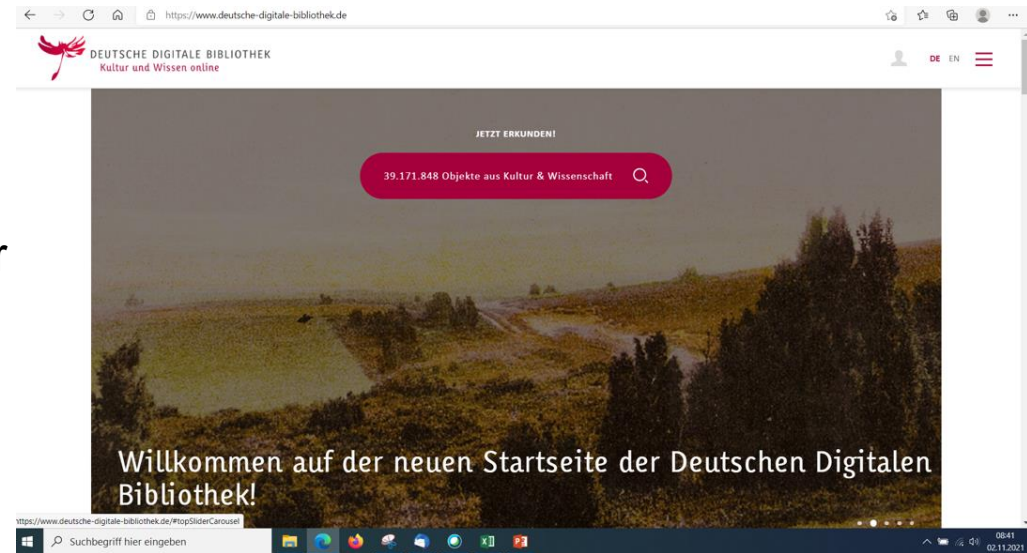 https://www.deutsche-digitale-bibliothek.de
DEUTSCHE DIGITALE BIBLIOTHEK
Kultur und Wissen online
DE EN
JETZT ERKUNDEN!
39.171.848 Objekte aus Kultur & Wissenschaft
r
Willkommen auf der neuen Startseite der Deutschen Digitalen
Bibliothek!
https://www.deutsche-digitale-bibliothek.de/#topSliderCarousel
Suchbegriff hier eingeben
08:41
02.11.2021